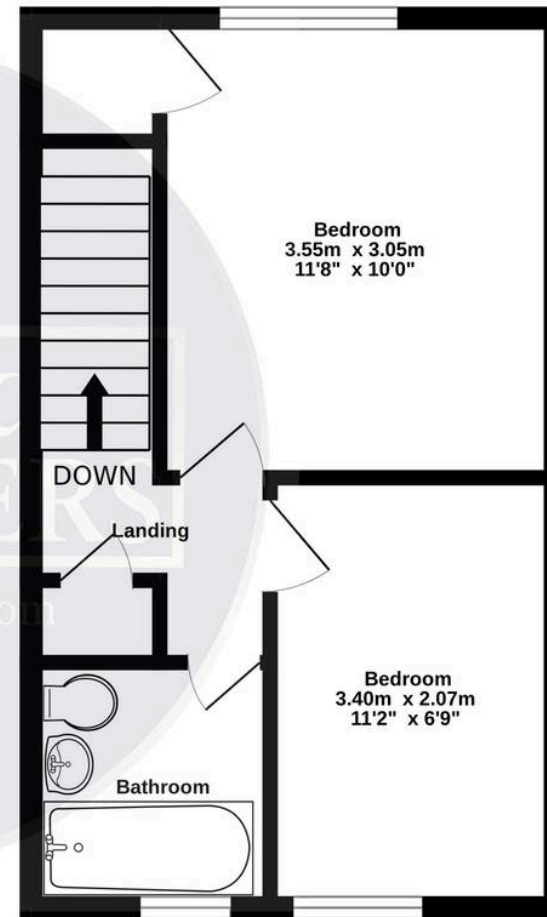 Bedroom
3.55m x 3.05m
11'8" x 10'0"
DOWN
Landing
Bedroom
3.40m x 2.07m
11'2" x 6'9"
Bathroom